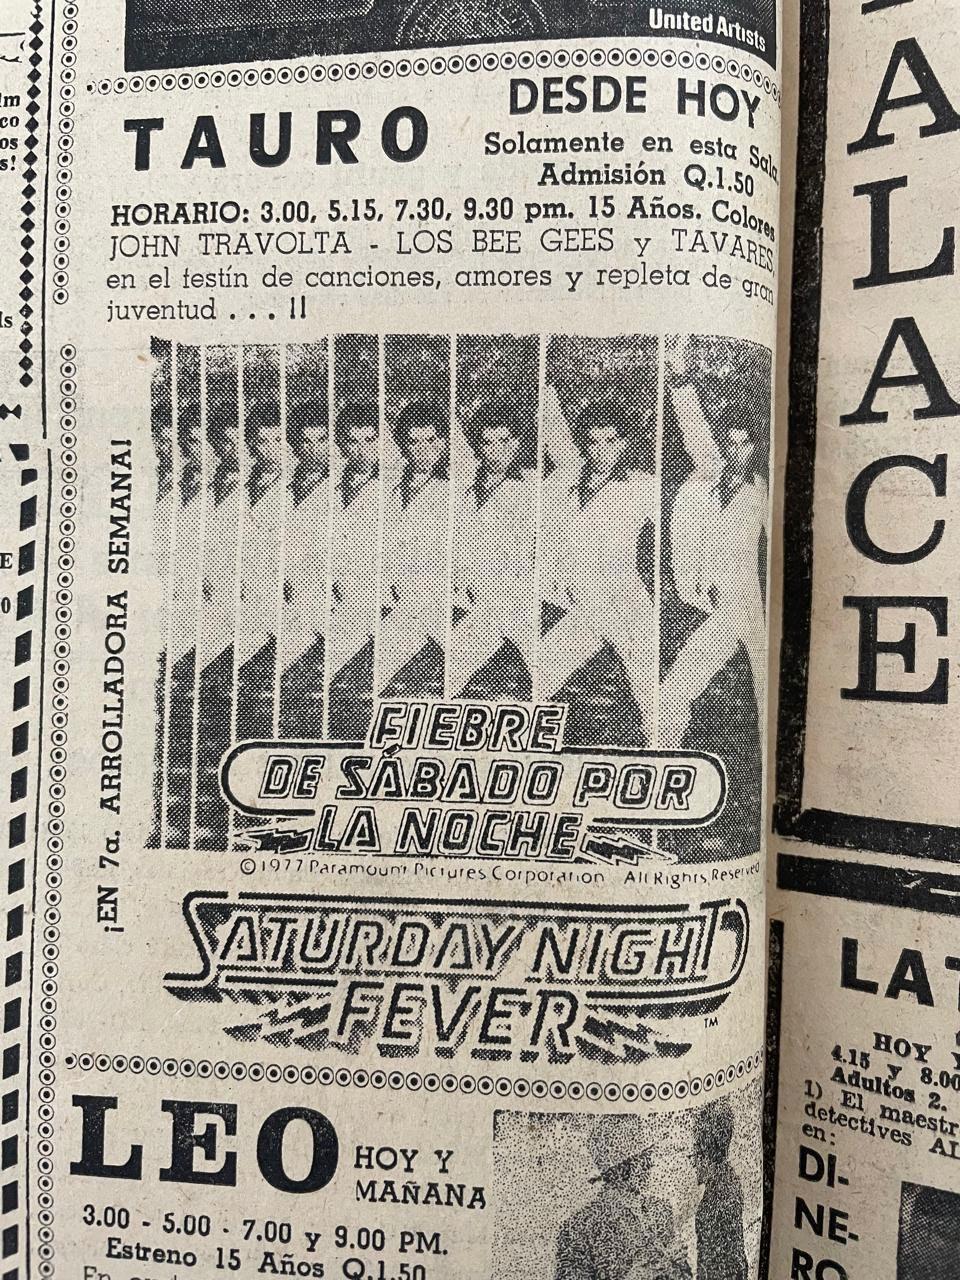 United Artists
TAURO
DESDE HOY
Solamente en esta Sala.
Admisión Q.1.50
HORARIO: 3.00, 5.15, 7.30, 9.30 pm. 15 Años. Colores
JOHN TRAVOLTA - LOS BEE GEES y TAVARES,
en el festín de canciones, amores y repleta de gran
juventud . . . !!
¡EN 7a. ARROLLADORA SEMANA!
FIEBRE
DE SÁBADO POR
LA NOCHE
©1977 Paramount Pictures Corporation All Rights Reserved
SATURDAY NIGHT
FEVER ™
LEO
HOY Y
MAÑANA
3.00 - 5.00 - 7.00 y 9.00 PM.
Estreno 15 Años Q.1.50
ALACE
HOY
4.15 y 8.00
Adultos 2.
1) El
detectives
en:
DI-
NE-
RO